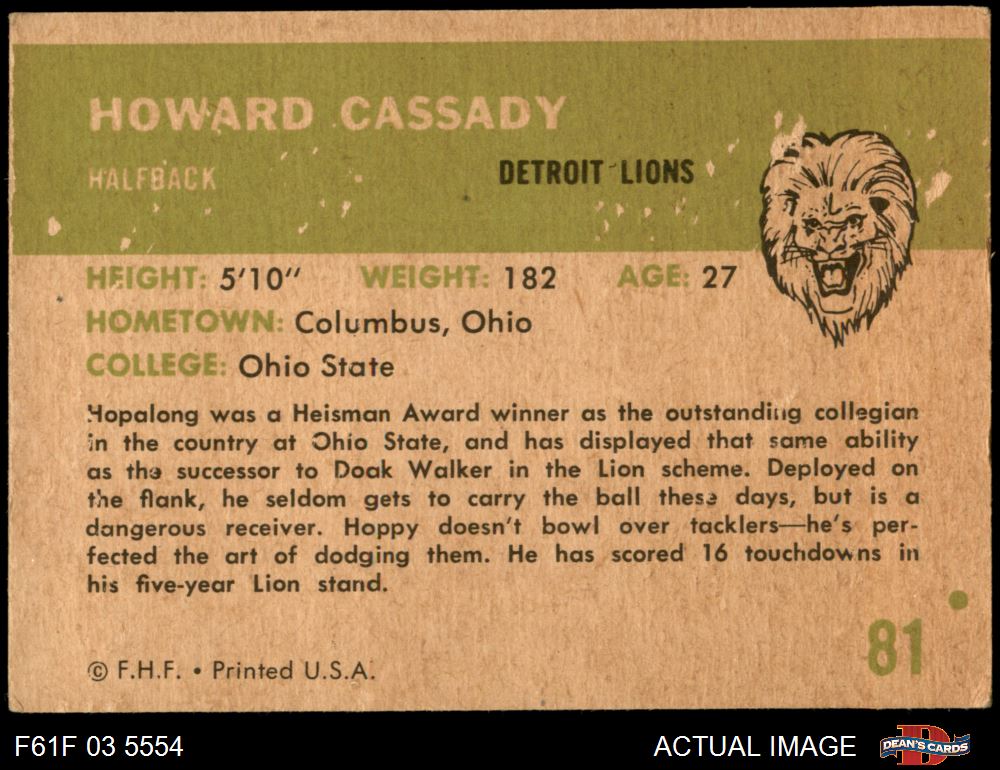 HOWARD CASSADY
HALFBACK
DETROIT LIONS
HEIGHT: 5'10" WEIGHT: 182 AGE: 27
HOMETOWN: Columbus, Ohio
COLLEGE: Ohio State
Hopalong was a Heisman Award winner as the outstanding collegian
in the country at Ohio State, and has displayed that same ability
as the successor to Doak Walker in the Lion scheme. Deployed on
the flank, he seldom gets to carry the ball these days, but is a
dangerous receiver. Hoppy doesn't bowl over tacklers—he's per-
fected the art of dodging them. He has scored 16 touchdowns in
his five-year Lion stand.
81
© F.H.F. • Printed U.S.A.
F61F 03 5554
ACTUAL IMAGE
DEAN'S CARDS